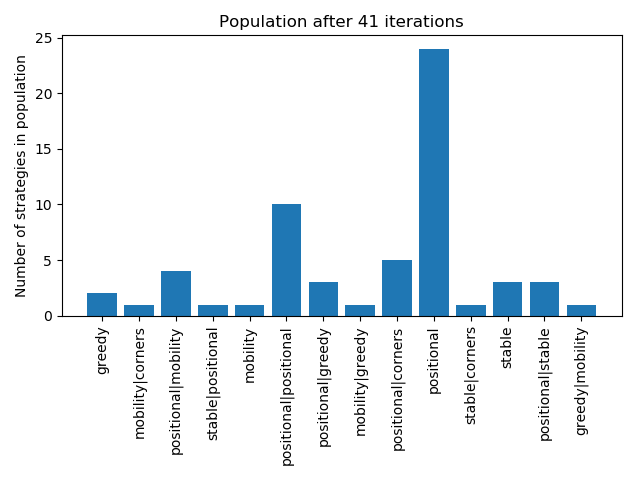 Population after 41 iterations
Number of strategies in population
25
20
15
10
5
0
greedy
mobility|corners
positional|mobility
stable|positional
mobility
positional|positional
positional|greedy
mobility|greedy
positional|corners
positional
stable|corners
stable
positional|stable
greedy|mobility